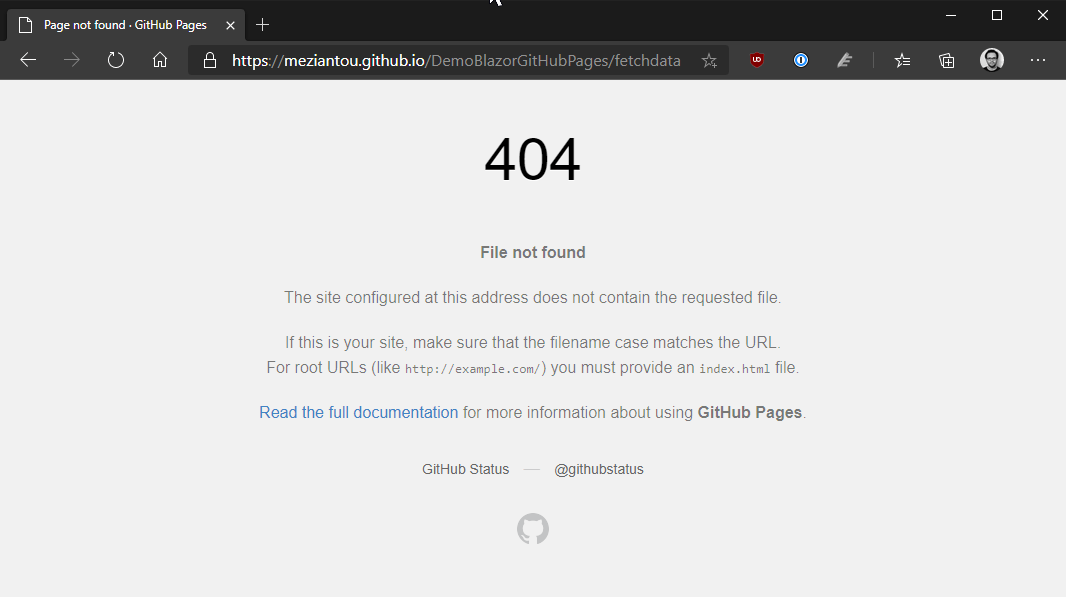 Page not found · GitHub Pages
https://meziantou.github.io/DemoBlazorGitHubPages/fetchdata
404
File not found
The site configured at this address does not contain the requested file.
If this is your site, make sure that the filename case matches the URL.
For root URLs (like http://example.com/) you must provide an index.html file.
Read the full documentation for more information about using GitHub Pages.
GitHub Status — @githubstatus